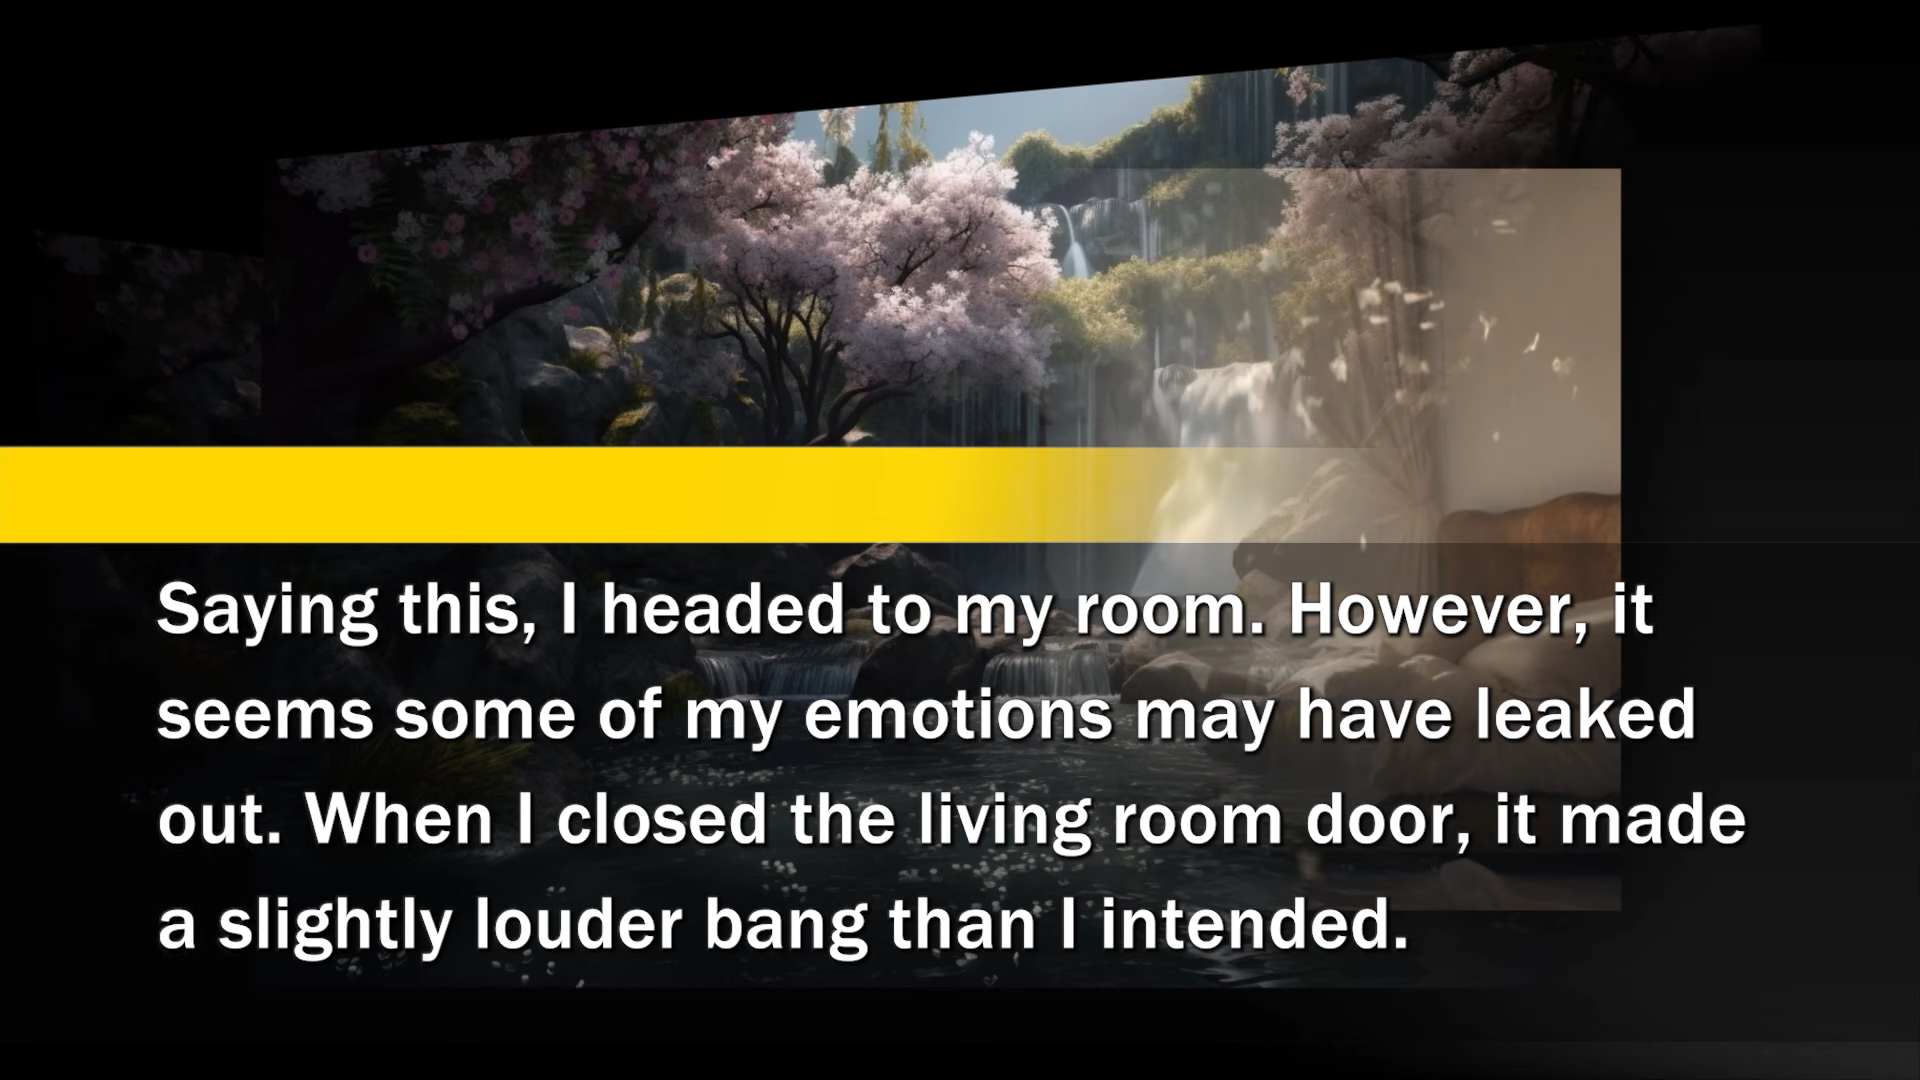 Saying this, I headed to my room. However, it
seems some of my emotions may have leaked
out. When I closed the living room door, it made
a slightly louder bang than I intended.